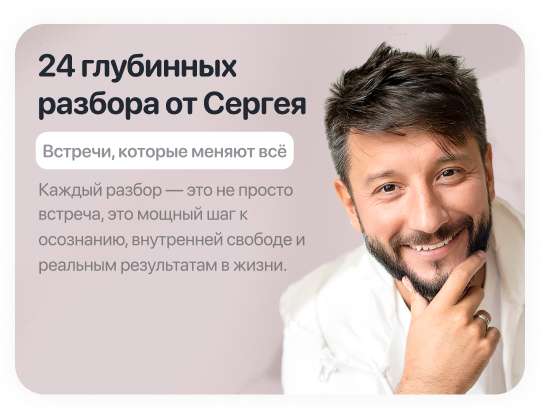 24 глубинных
разбора от Сергея
Встречи, которые меняют всё
Каждый разбор — это не просто
встреча, это мощный шаг к
осознанию, внутренней свободе и
реальным результатам в жизни.